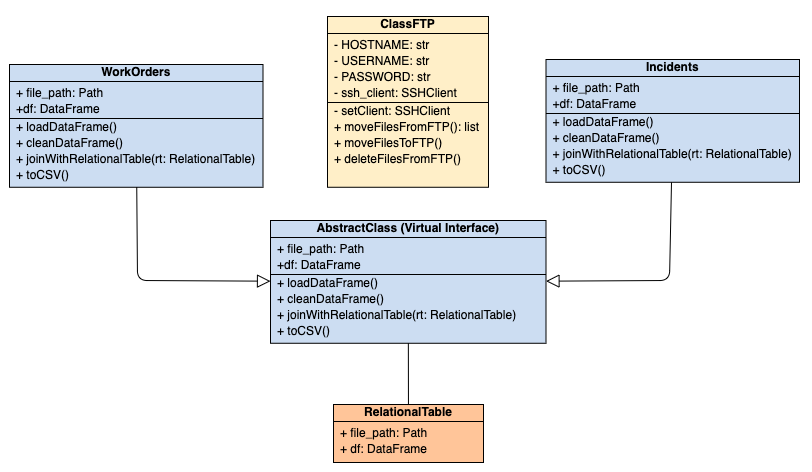 ClassFTP
- HOSTNAME: str
- USERNAME: str
- PASSWORD: str
- ssh_client: SSHClient
- setClient: SSHClient
+ moveFilesFromFTP(): list
+ moveFilesToFTP()
+ deleteFilesFromFTP()
WorkOrders
+ file_path: Path
+df: DataFrame
+ loadDataFrame()
+ cleanDataFrame()
+ joinWithRelationalTable(rt: RelationalTable)
+ toCSV()
Incidents
+ file_path: Path
+df: DataFrame
+ loadDataFrame()
+ cleanDataFrame()
+ joinWithRelationalTable(rt: RelationalTable)
+ toCSV()
AbstractClass (Virtual Interface)
+ file_path: Path
+df: DataFrame
+ loadDataFrame()
+ cleanDataFrame()
+ joinWithRelationalTable(rt: RelationalTable)
+ toCSV()
RelationalTable
+ file_path: Path
+ df: DataFrame